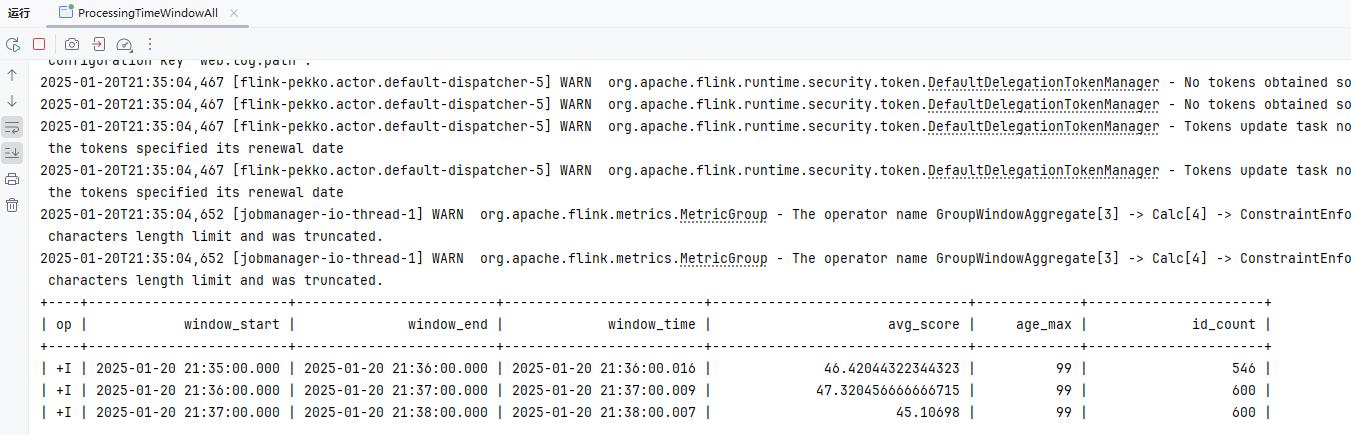 运行 ProcessingTimeWindowAll
configuration key 'web.log.path'.
2025-01-20T21:35:04,467 [flink-pekko.actor.default-dispatcher-5] WARN  org.apache.flink.runtime.security.token.DefaultDelegationTokenManager - No tokens obtained so
2025-01-20T21:35:04,467 [flink-pekko.actor.default-dispatcher-5] WARN  org.apache.flink.runtime.security.token.DefaultDelegationTokenManager - No tokens obtained so
2025-01-20T21:35:04,467 [flink-pekko.actor.default-dispatcher-5] WARN  org.apache.flink.runtime.security.token.DefaultDelegationTokenManager - Tokens update task no
the tokens specified its renewal date
2025-01-20T21:35:04,467 [flink-pekko.actor.default-dispatcher-5] WARN  org.apache.flink.runtime.security.token.DefaultDelegationTokenManager - Tokens update task no
the tokens specified its renewal date
2025-01-20T21:35:04,652 [jobmanager-io-thread-1] WARN  org.apache.flink.metrics.MetricGroup - The operator name GroupWindowAggregate[3] -> Calc[4] -> ConstraintEnfo
characters length limit and was truncated.
2025-01-20T21:35:04,652 [jobmanager-io-thread-1] WARN  org.apache.flink.metrics.MetricGroup - The operator name GroupWindowAggregate[3] -> Calc[4] -> ConstraintEnfo
characters length limit and was truncated.
+----+-------------------------+-------------------------+-------------------------+--------------------------------+-------------+----------------------+
| op |            window_start |              window_end |             window_time |                      avg_score |     age_max |             id_count |
+----+-------------------------+-------------------------+-------------------------+--------------------------------+-------------+----------------------+
| +I | 2025-01-20 21:35:00.000 | 2025-01-20 21:36:00.000 | 2025-01-20 21:36:00.016 |              46.42044322344323 |          99 |                  546 |
| +I | 2025-01-20 21:36:00.000 | 2025-01-20 21:37:00.000 | 2025-01-20 21:37:00.009 |             47.320456666666715 |          99 |                  600 |
| +I | 2025-01-20 21:37:00.000 | 2025-01-20 21:38:00.000 | 2025-01-20 21:38:00.007 |                       45.10698 |          99 |                  600 |